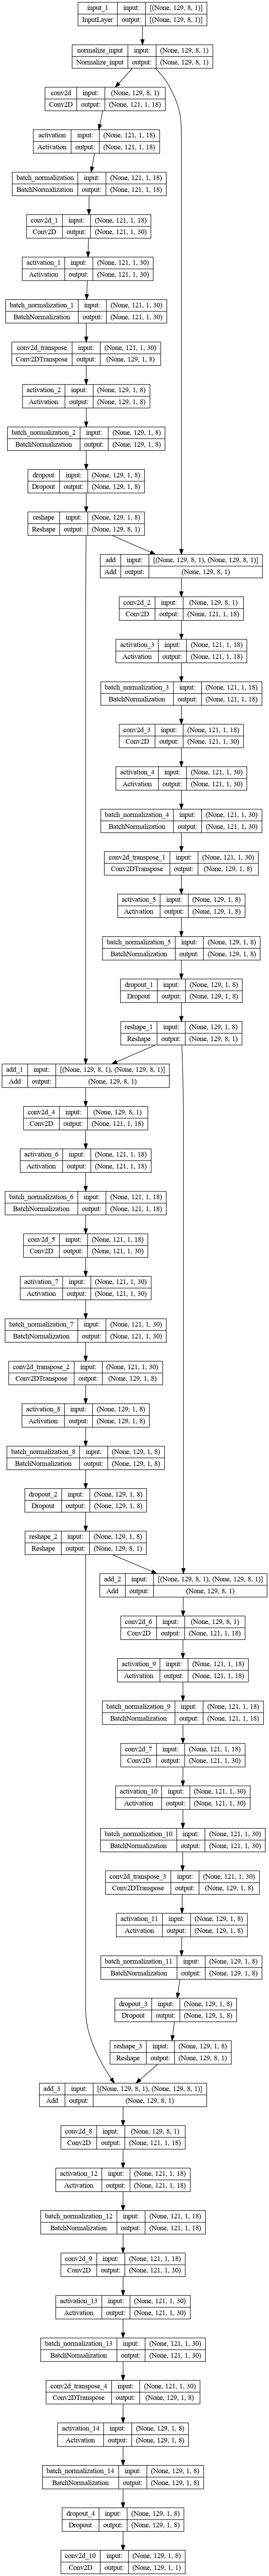 input_1 input: [(None, 129, 8, 1)]
InputLayer output: [(None, 129, 8, 1)]
normalize_input input: (None, 129, 8, 1)
Normalize_input output: (None, 129, 8, 1)
conv2d input: (None, 129, 8, 1)
Conv2D output: (None, 121, 1, 18)
activation input: (None, 121, 1, 18)
Activation output: (None, 121, 1, 18)
batch_normalization input: (None, 121, 1, 18)
BatchNormalization output: (None, 121, 1, 18)
conv2d_1 input: (None, 121, 1, 18)
Conv2D output: (None, 121, 1, 30)
activation_1 input: (None, 121, 1, 30)
Activation output: (None, 121, 1, 30)
batch_normalization_1 input: (None, 121, 1, 30)
BatchNormalization output: (None, 121, 1, 30)
conv2d_transpose input: (None, 121, 1, 30)
Conv2DTranspose output: (None, 129, 1, 8)
activation_2 input: (None, 129, 1, 8)
Activation output: (None, 129, 1, 8)
batch_normalization_2 input: (None, 129, 1, 8)
BatchNormalization output: (None, 129, 1, 8)
dropout input: (None, 129, 1, 8)
Dropout output: (None, 129, 1, 8)
reshape input: (None, 129, 1, 8)
Reshape output: (None, 129, 8, 1)
add input: [(None, 129, 8, 1), (None, 129, 8, 1)]
Add output: (None, 129, 8, 1)
conv2d_2 input: (None, 129, 8, 1)
Conv2D output: (None, 121, 1, 18)
activation_3 input: (None, 121, 1, 18)
Activation output: (None, 121, 1, 18)
batch_normalization_3 input: (None, 121, 1, 18)
BatchNormalization output: (None, 121, 1, 18)
conv2d_3 input: (None, 121, 1, 18)
Conv2D output: (None, 121, 1, 30)
activation_4 input: (None, 121, 1, 30)
Activation output: (None, 121, 1, 30)
batch_normalization_4 input: (None, 121, 1, 30)
BatchNormalization output: (None, 121, 1, 30)
conv2d_transpose_1 input: (None, 121, 1, 30)
Conv2DTranspose output: (None, 129, 1, 8)
activation_5 input: (None, 129, 1, 8)
Activation output: (None, 129, 1, 8)
batch_normalization_5 input: (None, 129, 1, 8)
BatchNormalization output: (None, 129, 1, 8)
dropout_1 input: (None, 129, 1, 8)
Dropout output: (None, 129, 1, 8)
reshape_1 input: (None, 129, 1, 8)
Reshape output: (None, 129, 8, 1)
add_1 input: [(None, 129, 8, 1), (None, 129, 8, 1)]
Add output: (None, 129, 8, 1)
conv2d_4 input: (None, 129, 8, 1)
Conv2D output: (None, 121, 1, 18)
activation_6 input: (None, 121, 1, 18)
Activation output: (None, 121, 1, 18)
batch_normalization_6 input: (None, 121, 1, 18)
BatchNormalization output: (None, 121, 1, 18)
conv2d_5 input: (None, 121, 1, 18)
Conv2D output: (None, 121, 1, 30)
activation_7 input: (None, 121, 1, 30)
Activation output: (None, 121, 1, 30)
batch_normalization_7 input: (None, 121, 1, 30)
BatchNormalization output: (None, 121, 1, 30)
conv2d_transpose_2 input: (None, 121, 1, 30)
Conv2DTranspose output: (None, 129, 1, 8)
activation_8 input: (None, 129, 1, 8)
Activation output: (None, 129, 1, 8)
batch_normalization_8 input: (None, 129, 1, 8)
BatchNormalization output: (None, 129, 1, 8)
dropout_2 input: (None, 129, 1, 8)
Dropout output: (None, 129, 1, 8)
reshape_2 input: (None, 129, 1, 8)
Reshape output: (None, 129, 8, 1)
add_2 input: [(None, 129, 8, 1), (None, 129, 8, 1)]
Add output: (None, 129, 8, 1)
conv2d_6 input: (None, 129, 8, 1)
Conv2D output: (None, 121, 1, 18)
activation_9 input: (None, 121, 1, 18)
Activation output: (None, 121, 1, 18)
batch_normalization_9 input: (None, 121, 1, 18)
BatchNormalization output: (None, 121, 1, 18)
conv2d_7 input: (None, 121, 1, 18)
Conv2D output: (None, 121, 1, 30)
activation_10 input: (None, 121, 1, 30)
Activation output: (None, 121, 1, 30)
batch_normalization_10 input: (None, 121, 1, 30)
BatchNormalization output: (None, 121, 1, 30)
conv2d_transpose_3 input: (None, 121, 1, 30)
Conv2DTranspose output: (None, 129, 1, 8)
activation_11 input: (None, 129, 1, 8)
Activation output: (None, 129, 1, 8)
batch_normalization_11 input: (None, 129, 1, 8)
BatchNormalization output: (None, 129, 1, 8)
dropout_3 input: (None, 129, 1, 8)
Dropout output: (None, 129, 1, 8)
reshape_3 input: (None, 129, 1, 8)
Reshape output: (None, 129, 8, 1)
add_3 input: [(None, 129, 8, 1), (None, 129, 8, 1)]
Add output: (None, 129, 8, 1)
conv2d_8 input: (None, 129, 8, 1)
Conv2D output: (None, 121, 1, 18)
activation_12 input: (None, 121, 1, 18)
Activation output: (None, 121, 1, 18)
batch_normalization_12 input: (None, 121, 1, 18)
BatchNormalization output: (None, 121, 1, 18)
conv2d_9 input: (None, 121, 1, 18)
Conv2D output: (None, 121, 1, 30)
activation_13 input: (None, 121, 1, 30)
Activation output: (None, 121, 1, 30)
batch_normalization_13 input: (None, 121, 1, 30)
BatchNormalization output: (None, 121, 1, 30)
conv2d_transpose_4 input: (None, 121, 1, 30)
Conv2DTranspose output: (None, 129, 1, 8)
activation_14 input: (None, 129, 1, 8)
Activation output: (None, 129, 1, 8)
batch_normalization_14 input: (None, 129, 1, 8)
BatchNormalization output: (None, 129, 1, 8)
dropout_4 input: (None, 129, 1, 8)
Dropout output: (None, 129, 1, 8)
conv2d_10 input: (None, 129, 1, 8)
Conv2D output: (None, 129, 1, 1)